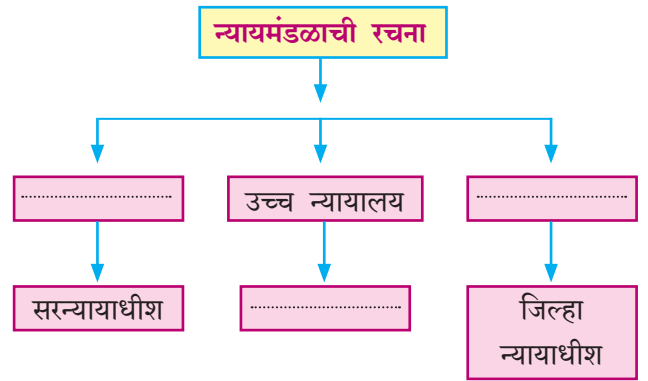 न्यायमंडळाची रचना
उच्च न्यायालय
सरन्यायाधीश
जिल्हा
न्यायाधीश